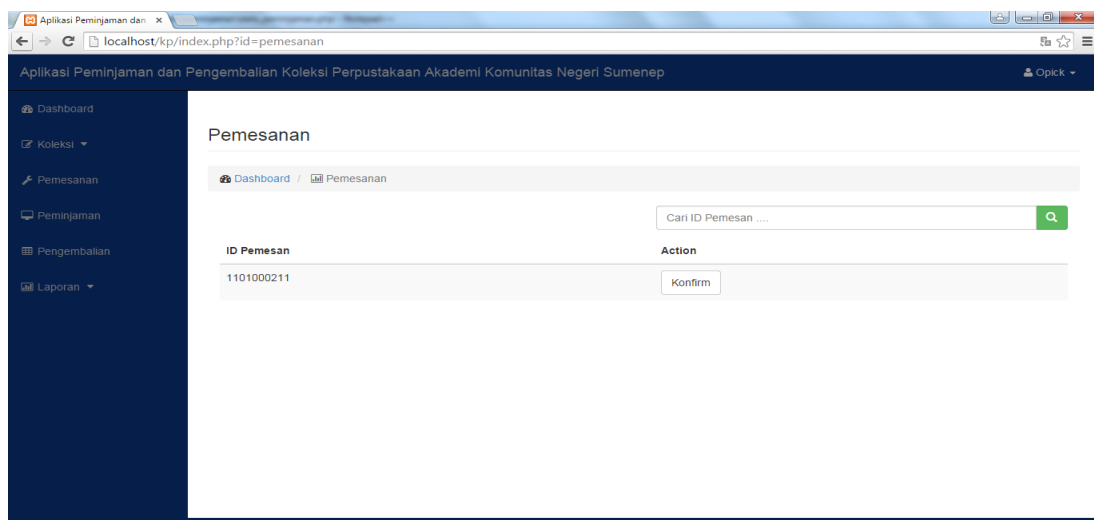 Aplikasi Peminjaman dan
localhost/kp/index.php?id=pemesanan
Aplikasi Peminjaman dan Pengembalian Koleksi Perpustakaan Akademi Komunitas Negeri Sumenep
Opick
Dashboard
Koleksi
Pemesanan
Peminjaman
Pengembalian
Laporan
Pemesanan
Dashboard / Pemesanan
Cari ID Pemesan ....
ID Pemesan Action
1101000211 Konfirm